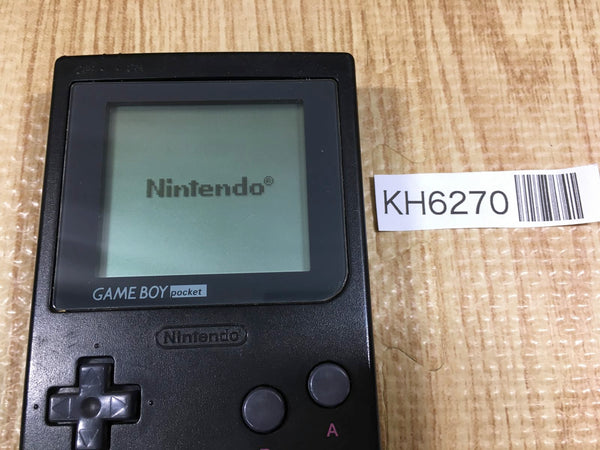 Nintendo®
KH6270
GAME BOY pocket
Nintendo
A